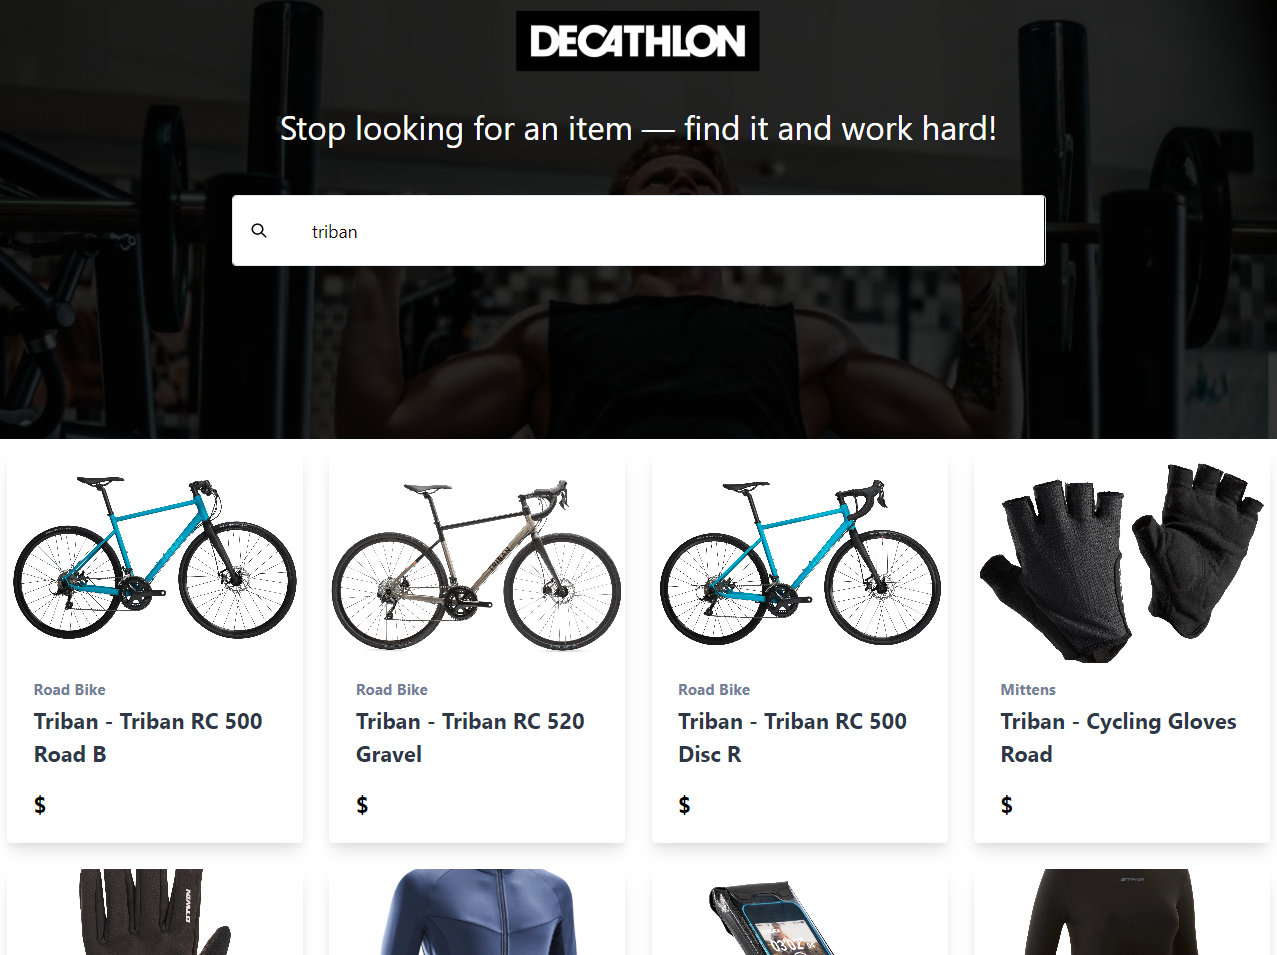 DECATHLON
Stop looking for an item — find it and work hard!
triban
Road Bike
Triban - Triban RC 500
Road B
$
Road Bike
Triban - Triban RC 520
Gravel
$
Road Bike
Triban - Triban RC 500
Disc R
$
Mittens
Triban - Cycling Gloves
Road
$